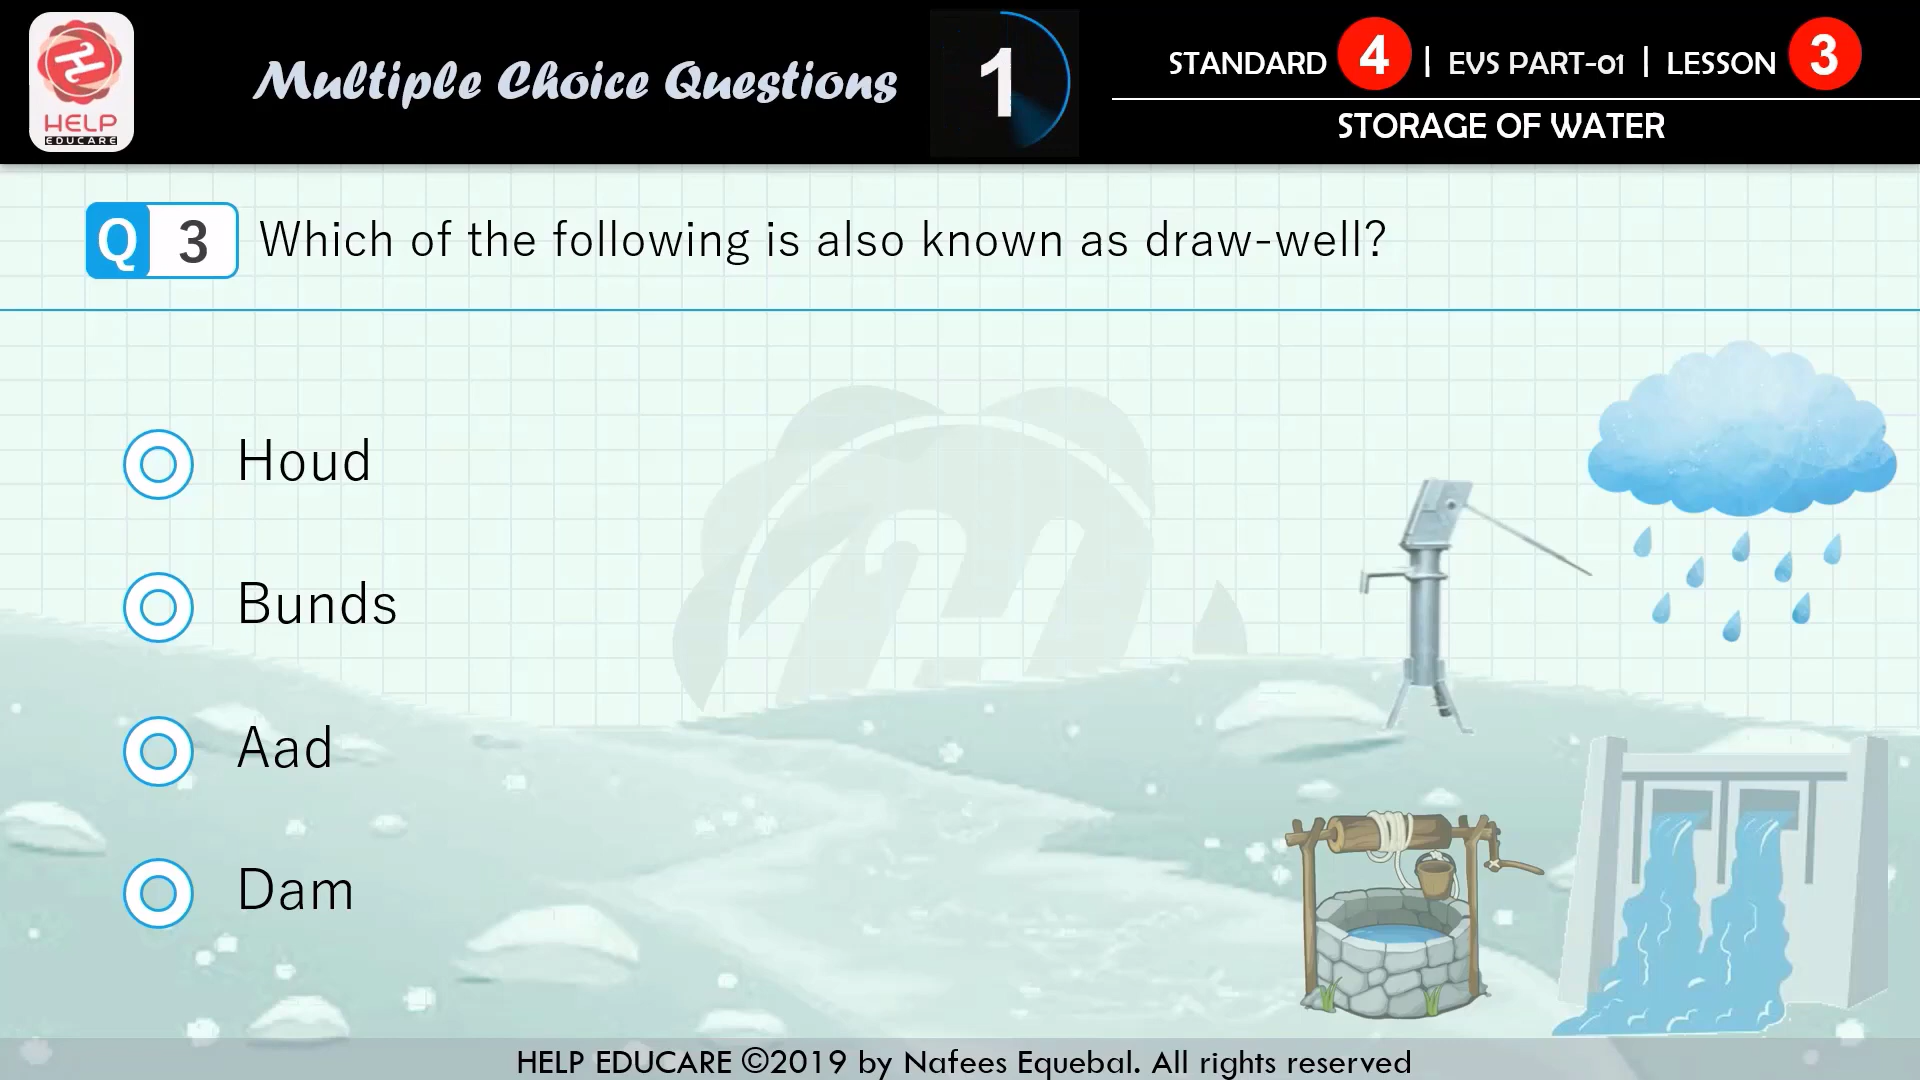 HELP
EDUCARE
Multiple Choice Questions
1
STANDARD 4 | EVS PART-01 | LESSON 3
STORAGE OF WATER
Q 3 Which of the following is also known as draw-well?
Houd
Bunds
Aad
Dam
HELP EDUCARE ©2019 by Nafees Equebal. All rights reserved